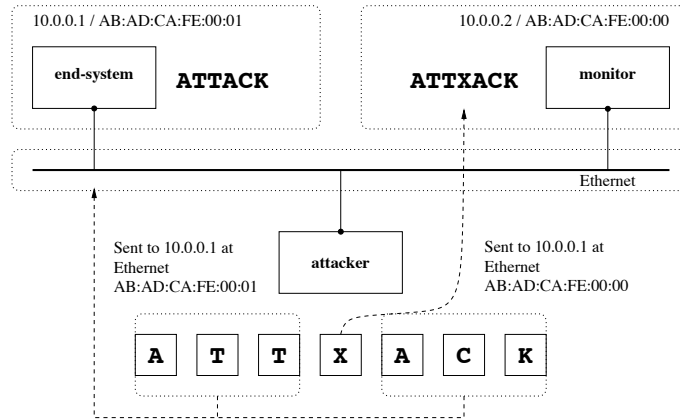 10.0.0.1 / AB:AD:CA:FE:00:01
end-system
ATTACK
10.0.0.2 / AB:AD:CA:FE:00:00
ATTXACK
monitor
Ethernet
attacker
Sent to 10.0.0.1 at
Ethernet
AB:AD:CA:FE:00:01
Sent to 10.0.0.1 at
Ethernet
AB:AD:CA:FE:00:00
A T T X A C K